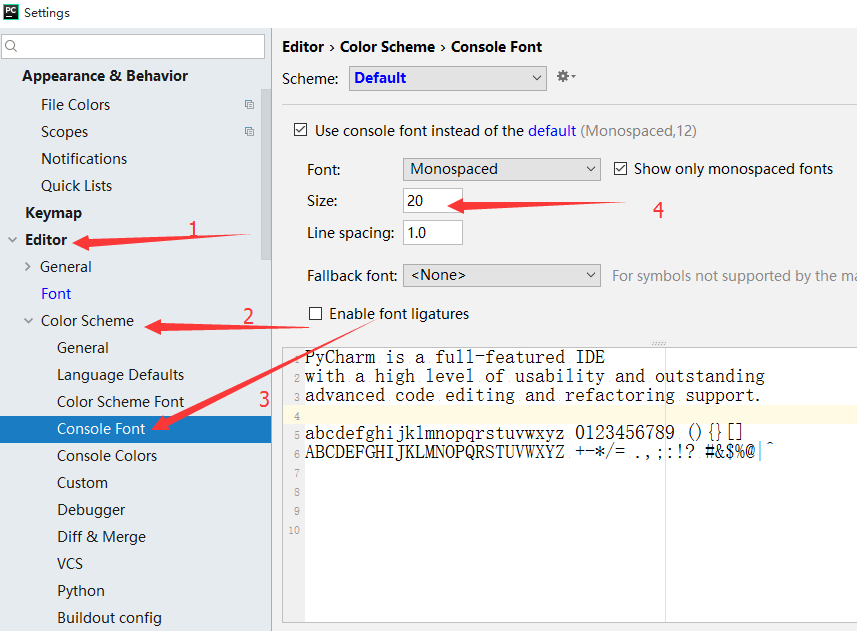 PC Settings
Appearance & Behavior
File Colors
Scopes
Notifications
Quick Lists
Keymap
Editor
General
Font
Color Scheme
General
Language Defaults
Color Scheme Font
Console Font
Console Colors
Custom
Debugger
Diff & Merge
VCS
Python
Buildout config
1
2
3
Editor › Color Scheme › Console Font
Scheme: Default
Use console font instead of the default (Monospaced,12)
Font: Monospaced Show only monospaced fonts
Size: 20
4
Line spacing: 1.0
Fallback font: <None> For symbols not supported by the ma
Enable font ligatures
1 PyCharm is a full-featured IDE
2 with a high level of usability and outstanding
3 advanced code editing and refactoring support.
4
5 abcdefghijklmnopqrstuvwxyz 0123456789 (){}[]
6 ABCDEFGHIJKLMNOPQRSTUVWXYZ +-*/= .,;:!? #&$%@|^
7
8
9
10